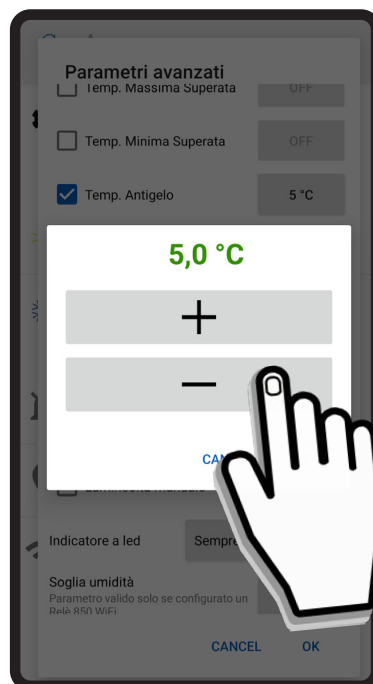 Parametri avanzati
Temp. Massima Superata OFF
Temp. Minima Superata OFF
Temp. Antigelo 5 °C
5,0 °C
+
−
Indicatore a led
Soglia umidità
Parametro valido solo se configurato un
Relè 850 WiFi
CANCEL OK